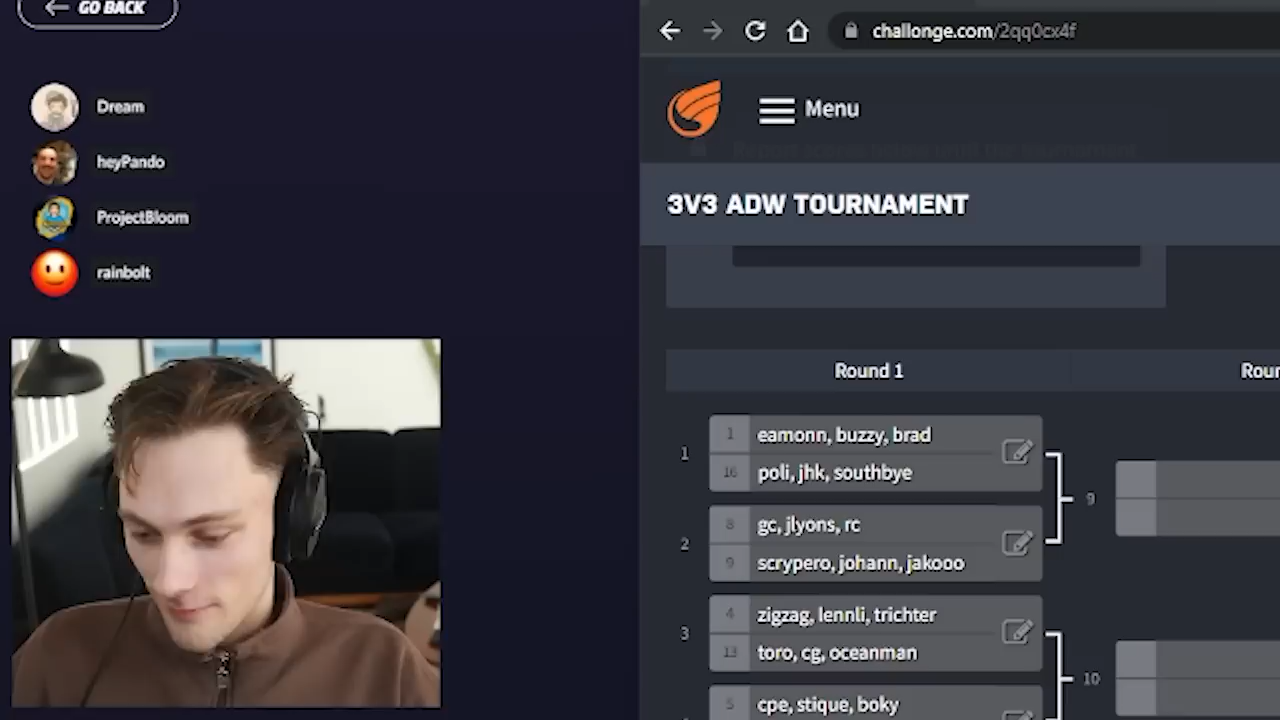 GO BACK
Dream
heyPando
ProjectBloom
rainbolt
challonge.com/2qq0cx4f
Menu
3V3 ADW TOURNAMENT
Round 1
Roun
1
1 eamonn, buzzy, brad
16 poli, jhk, southbye
9
2
8 gc, jlyons, rc
9 scrypero, johann, jakooo
3
4 zigzag, lennli, trichter
13 toro, cg, oceanman
10
5 cpe, stique, boky